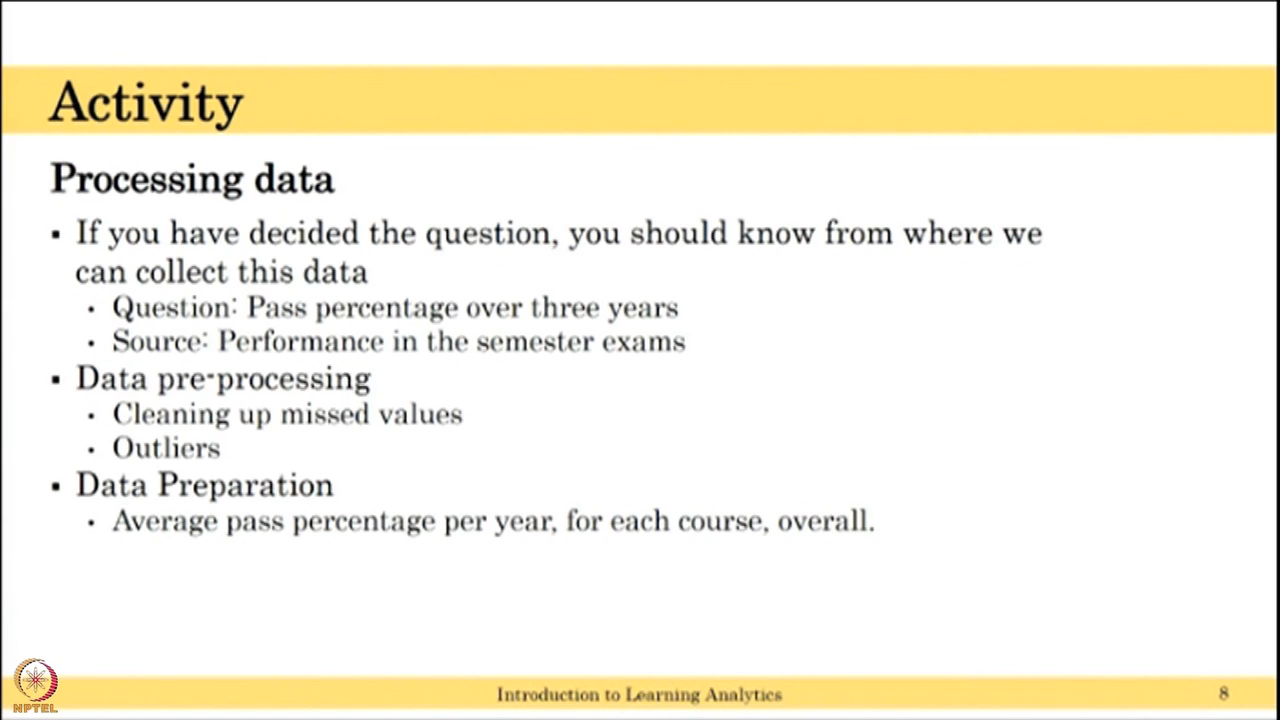 Activity
Processing data
▪ If you have decided the question, you should know from where we
can collect this data
• Question: Pass percentage over three years
• Source: Performance in the semester exams
▪ Data pre-processing
• Cleaning up missed values
• Outliers
▪ Data Preparation
• Average pass percentage per year, for each course, overall.
NPTEL
Introduction to Learning Analytics
8